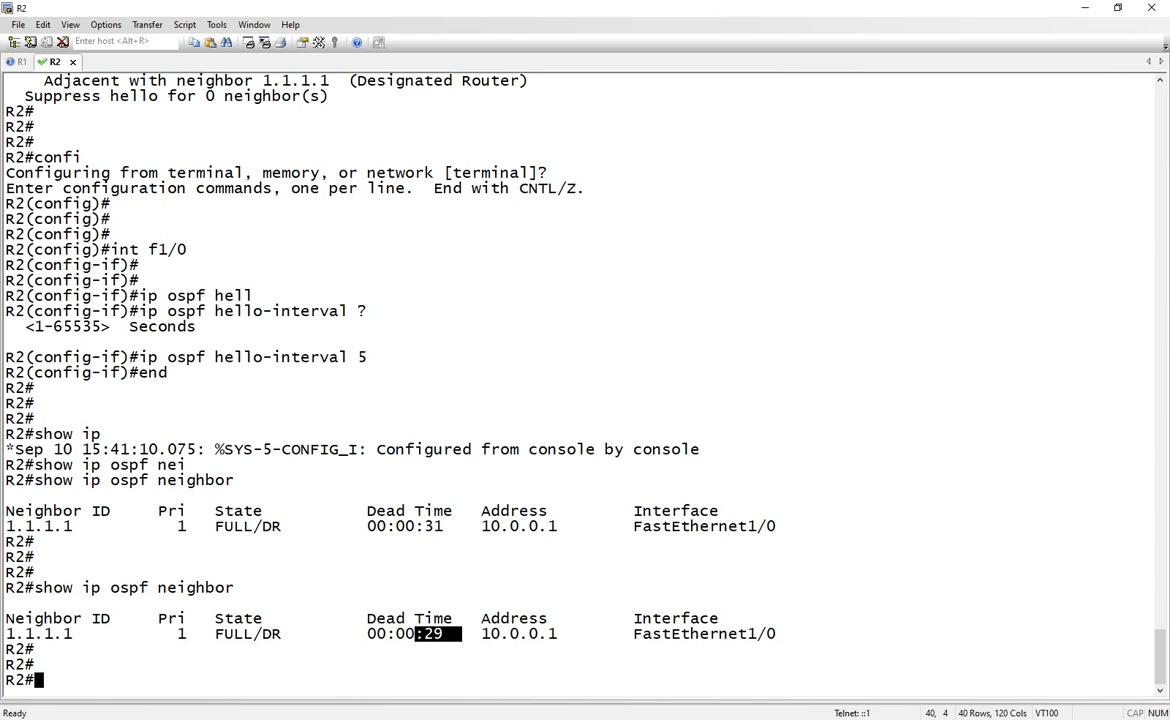 R2
File Edit View Options Transfer Script Tools Window Help
Enter host <Alt+R>
R1 R2
Adjacent with neighbor 1.1.1.1  (Designated Router)
Suppress hello for 0 neighbor(s)
R2#
R2#
R2#
R2#confi
Configuring from terminal, memory, or network [terminal]?
Enter configuration commands, one per line.  End with CNTL/Z.
R2(config)#
R2(config)#
R2(config)#
R2(config)#int f1/0
R2(config-if)#
R2(config-if)#
R2(config-if)#ip ospf hell
R2(config-if)#ip ospf hello-interval ?
<1-65535>  Seconds
R2(config-if)#ip ospf hello-interval 5
R2(config-if)#end
R2#
R2#
R2#
R2#show ip
*Sep 10 15:41:10.075: %SYS-5-CONFIG_I: Configured from console by console
R2#show ip ospf nei
R2#show ip ospf neighbor
Neighbor ID     Pri   State           Dead Time   Address         Interface
1.1.1.1           1   FULL/DR         00:00:31    10.0.0.1        FastEthernet1/0
R2#
R2#
R2#
R2#show ip ospf neighbor
Neighbor ID     Pri   State           Dead Time   Address         Interface
1.1.1.1           1   FULL/DR         00:00:29    10.0.0.1        FastEthernet1/0
R2#
R2#
R2#
Ready Telnet: ::1 40, 4 40 Rows, 120 Cols VT100 CAP NUM